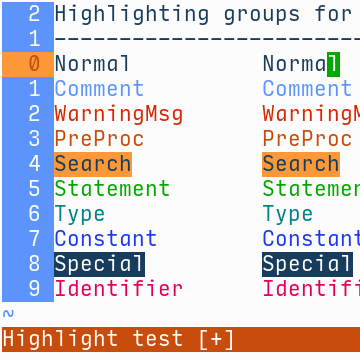 2 Highlighting groups for
1 ------------------------
0 Normal Normal
1 Comment Comment
2 WarningMsg WarningM
3 PreProc PreProc
4 Search Search
5 Statement Statemen
6 Type Type
7 Constant Constant
8 Special Special
9 Identifier Identifi
~
Highlight test [+]